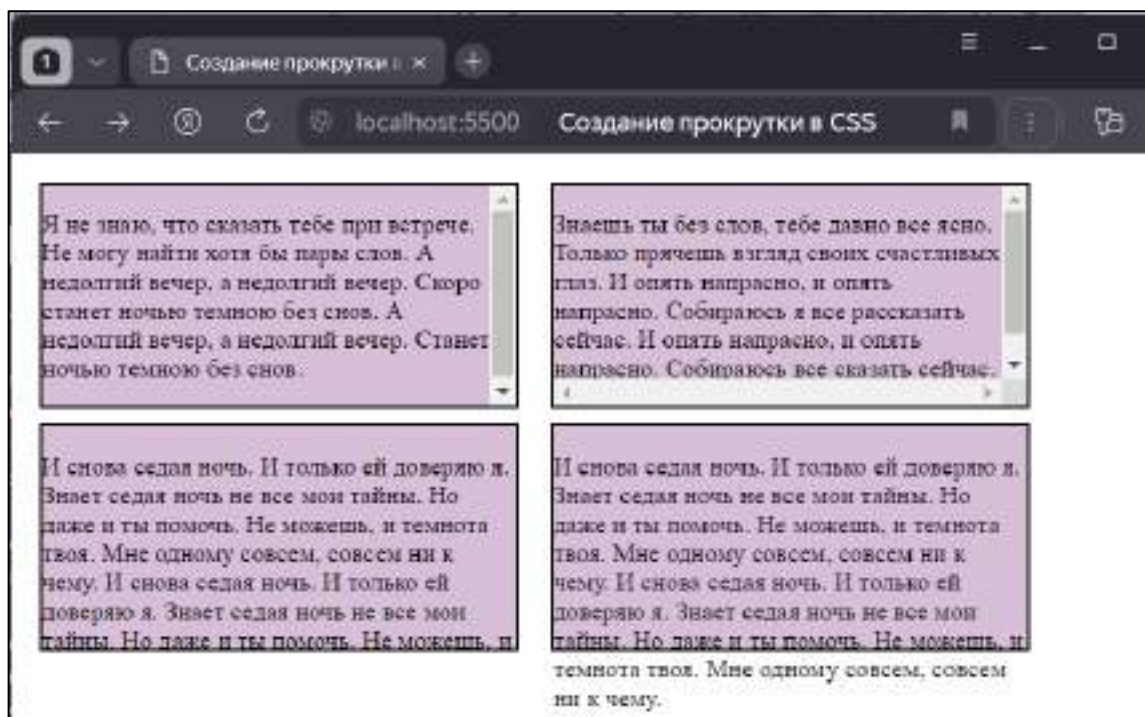 1
Создание прокрутки в
localhost:5500 Создание прокрутки в CSS
Я не знаю, что сказать тебе при встрече.
Не могу найти хотя бы пары слов. А
недолгий вечер, а недолгий вечер. Скоро
станет ночью темною без снов. А
недолгий вечер, а недолгий вечер. Станет
ночью темною без снов.
Знаешь ты без слов, тебе давно все ясно.
Только прячешь взгляд своих счастливых
глаз. И опять напрасно, и опять
напрасно. Собираюсь я все рассказать
сейчас. И опять напрасно, и опять
напрасно. Собираюсь все сказать сейчас.
И снова седая ночь. И только ей доверяю я.
Знает седая ночь не все мои тайны. Но
даже и ты помочь. Не можешь, и темнота
твоя. Мне одному совсем, совсем ни к
чему. И снова седая ночь. И только ей
доверяю я. Знает седая ночь не все мои
тайны. Но даже и ты помочь. Не можешь, и
И снова седая ночь. И только ей доверяю я.
Знает седая ночь не все мои тайны. Но
даже и ты помочь. Не можешь, и темнота
твоя. Мне одному совсем, совсем ни к
чему. И снова седая ночь. И только ей
доверяю я. Знает седая ночь не все мои
тайны. Но даже и ты помочь. Не можешь, и
темнота твоя. Мне одному совсем, совсем
ни к чему.